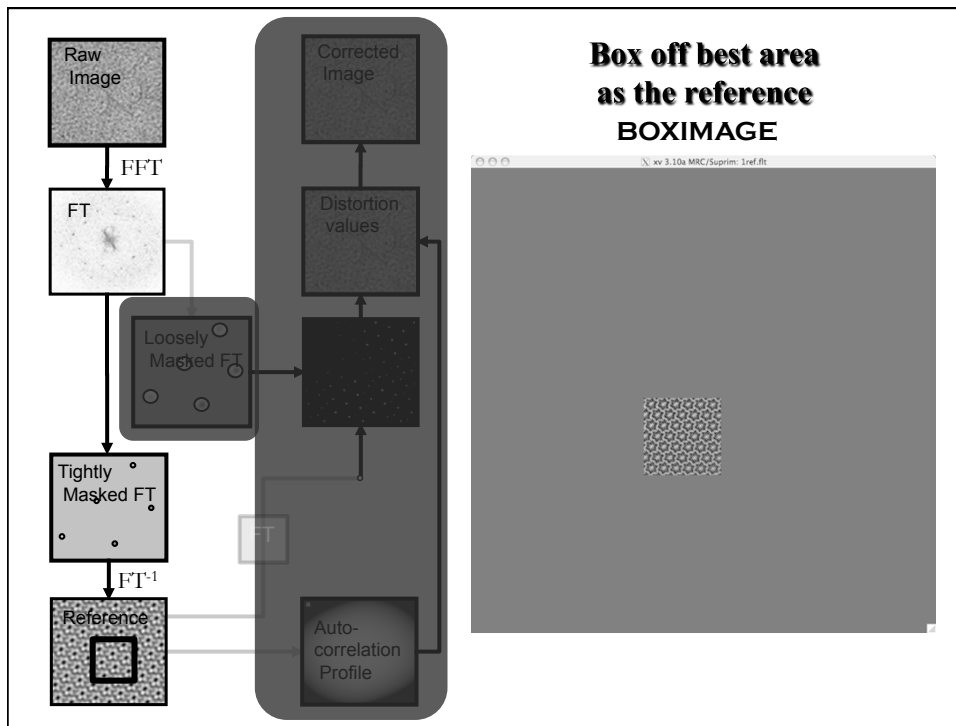 Raw
Image
FFT
FT
Tightly
Masked FT
FT-1
Reference
Loosely
Masked FT
Corrected
Image
Distortion
values
FT
Auto-
correlation
Profile
Box off best area
as the reference
BOXIMAGE
xv 3.10a MRC/Suprim: 1ref.flt